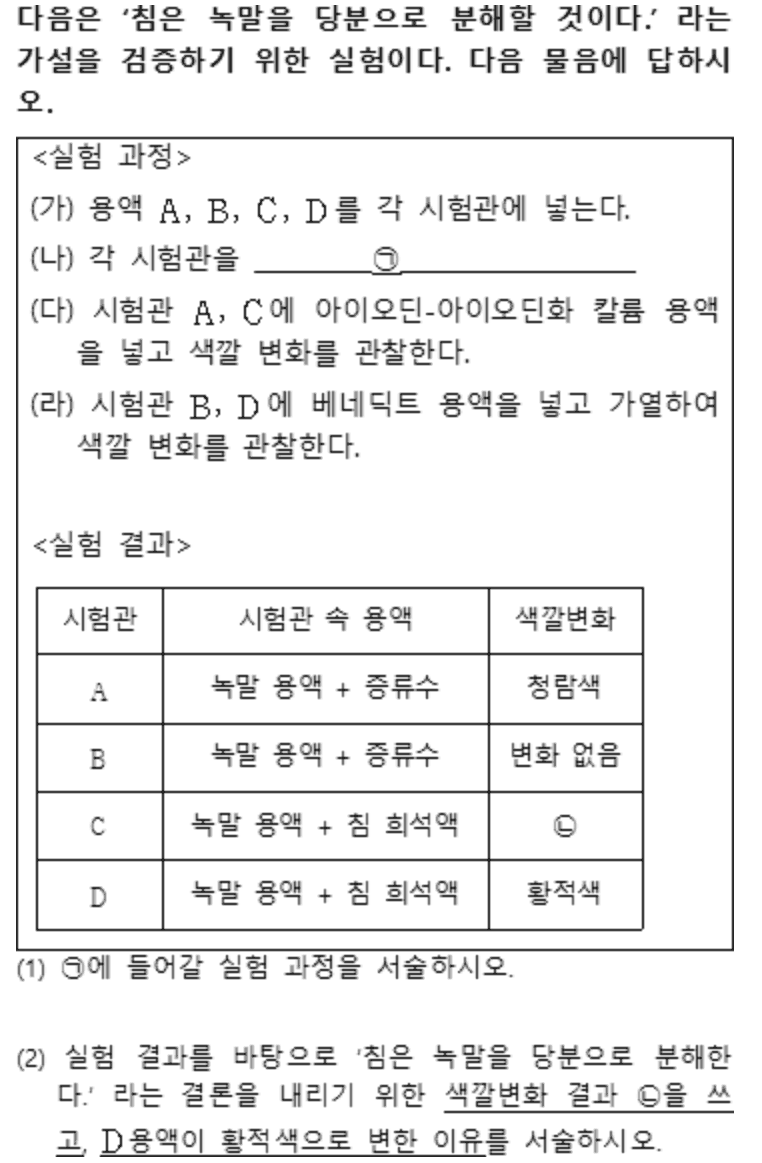 다음은 ‘침은 녹말을 당분으로 분해할 것이다.’ 라는
가설을 검증하기 위한 실험이다. 다음 물음에 답하시
오.
<실험 과정>
(가) 용액 A, B, C, D를 각 시험관에 넣는다.
(나) 각 시험관을 ㉠
(다) 시험관 A, C에 아이오딘-아이오딘화 칼륨 용액
을 넣고 색깔 변화를 관찰한다.
(라) 시험관 B, D에 베네딕트 용액을 넣고 가열하여
색깔 변화를 관찰한다.
<실험 결과>
시험관 시험관 속 용액 색깔변화
A 녹말 용액 + 증류수 청람색
B 녹말 용액 + 증류수 변화 없음
C 녹말 용액 + 침 희석액 ㉡
D 녹말 용액 + 침 희석액 황적색
(1) ㉠에 들어갈 실험 과정을 서술하시오.
(2) 실험 결과를 바탕으로 ‘침은 녹말을 당분으로 분해한
다.’ 라는 결론을 내리기 위한 색깔변화 결과 ㉡을 쓰
고, D용액이 황적색으로 변한 이유를 서술하시오.